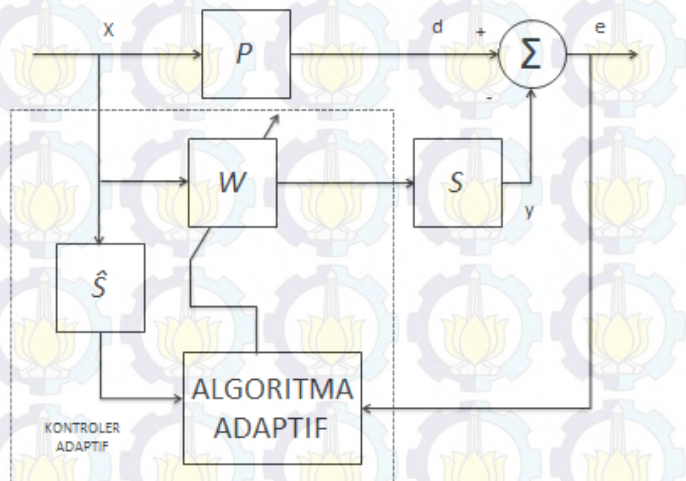 X
P
d
+
Σ
e
-
W
S
y
Ŝ
ALGORITMA
ADAPTIF
KONTROLER
ADAPTIF